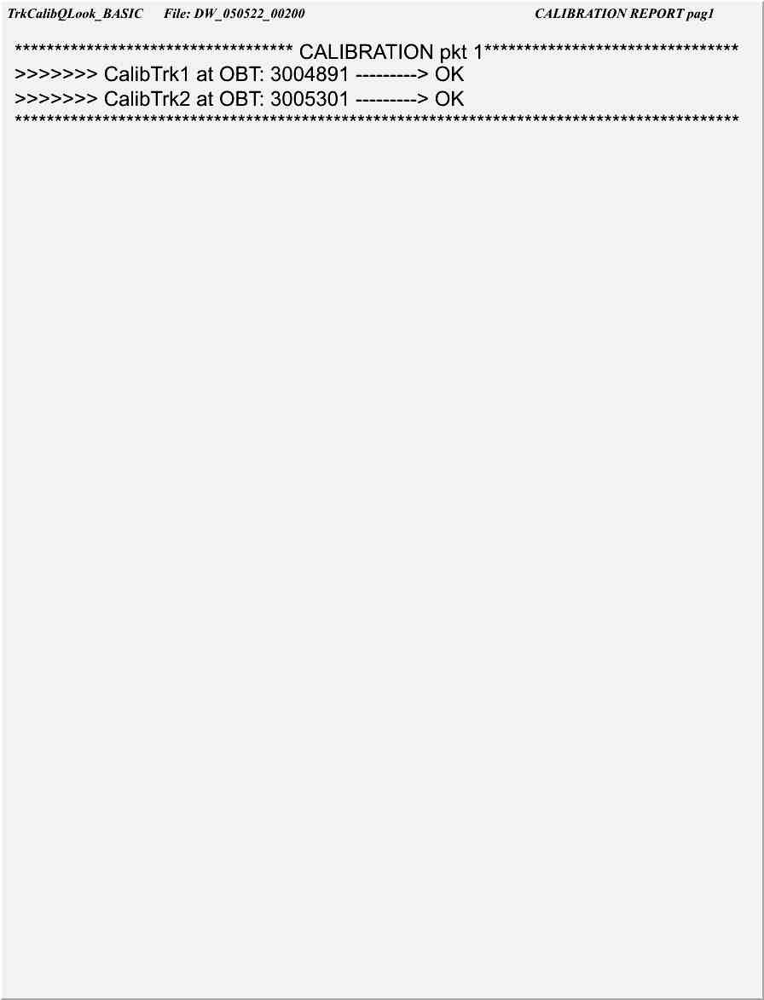 TrkCalibQLook_BASIC File: DW_050522_00200 CALIBRATION REPORT pag1
*********************************** CALIBRATION pkt 1********************************
>>>>>>> CalibTrk1 at OBT: 3004891 ---------> OK
>>>>>>> CalibTrk2 at OBT: 3005301 ---------> OK
*******************************************************************************************